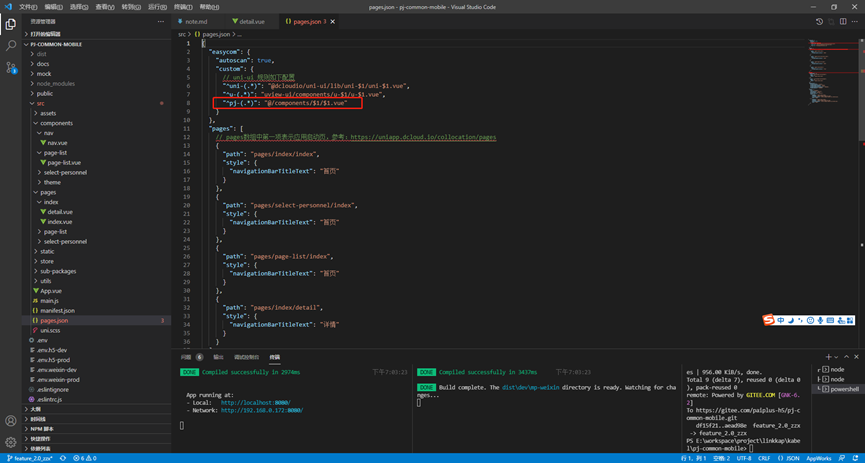 文件(F) 编辑(E) 选择(S) 查看(V) 转到(G) 运行(R) 终端(T) 帮助(H)
pages.json - pj-common-mobile - Visual Studio Code
资源管理器
打开的编辑器
PJ-COMMON-MOBILE
dist
docs
mock
node_modules
public
src
assets
components
nav
nav.vue
page-list
page-list.vue
select-personnel
theme
pages
index
detail.vue
index.vue
page-list
select-personnel
static
store
sub-packages
utils
App.vue
main.js
manifest.json
pages.json 3
uni.scss
.env
.env.h5-dev
.env.h5-prod
.env.weixin-dev
.env.weixin-prod
.eslintignore
.eslintrc.js
大纲
时间线
NPM 脚本
快捷操作
依赖列表
note.md
detail.vue
pages.json 3
src > {} pages.json > ...
1 {
2 "easycom": {
3 "autoscan": true,
4 "custom": {
5 // uni-ui 规则如下配置
6 "^uni-(.*)": "@dcloudio/uni-ui/lib/uni-$1/uni-$1.vue",
7 "^u-(.*)": "uview-ui/components/u-$1/u-$1.vue",
8 "^pj-(.*)": "@/components/$1/$1.vue"
9 }
10 },
11 "pages": [
12 // pages数组中第一项表示应用启动页，参考：https://uniapp.dcloud.io/collocation/pages
13 {
14 "path": "pages/index/index",
15 "style": {
16 "navigationBarTitleText": "首页"
17 }
18 },
19 {
20 "path": "pages/select-personnel/index",
21 "style": {
22 "navigationBarTitleText": "首页"
23 }
24 },
25 {
26 "path": "pages/page-list/index",
27 "style": {
28 "navigationBarTitleText": "首页"
29 }
30 },
31 {
32 "path": "pages/index/detail",
33 "style": {
34 "navigationBarTitleText": "详情"
35 }
36 }
问题 6 输出 调试控制台 终端
DONE Compiled successfully in 2974ms 下午7:03:23
App running at:
- Local: http://localhost:8080/
- Network: http://192.168.0.172:8080/
DONE Compiled successfully in 3437ms 下午7:03:23
DONE Build complete. The dist\dev\mp-weixin directory is ready. Watching for cha
nges...
es | 956.00 KiB/s, done.
Total 9 (delta 7), reused 0 (delta 0
), pack-reused 0
remote: Powered by GITEE.COM [GNK-6.
2]
To https://gitee.com/paiplus-h5/pj-c
ommon-mobile.git
df15f21..aead98e feature_2.0_zzx
-> feature_2.0_zzx
PS E:\workspace\project\linkkap\kabe
l\pj-common-mobile>
node
node
powershell
中
feature_2.0_zzx*
6 0
行 1，列 1 空格: 2 UTF-8 CRLF {} JSON AppWorks